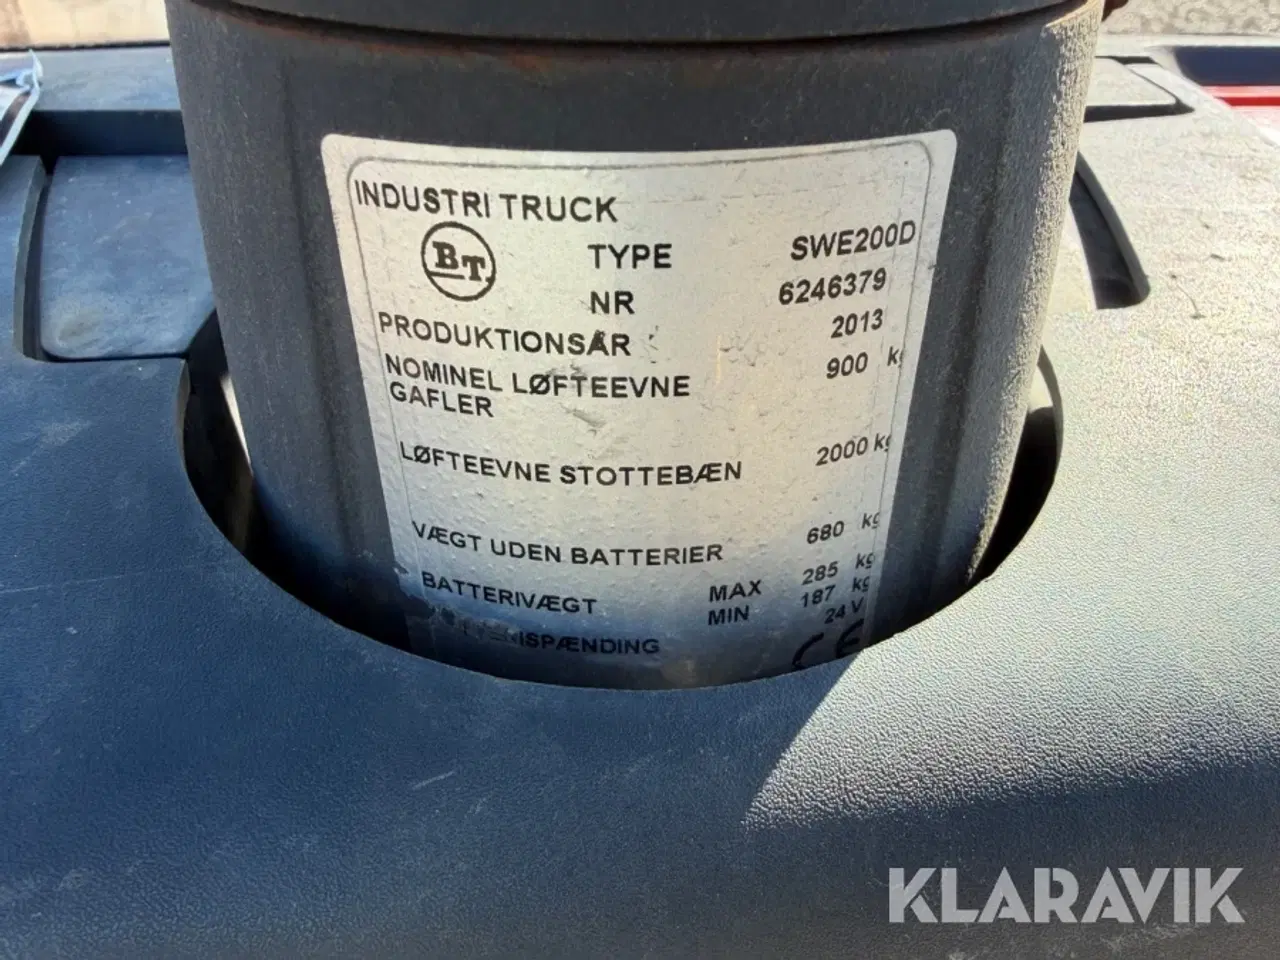 INDUSTRI TRUCK
BT
TYPE SWE200D
NR 6246379
PRODUKTIONSÅR 2013
NOMINEL LØFTEEVNE 900 kg
GAFLER
LØFTEEVNE STOTTEBÆN 2000 kg
VÆGT UDEN BATTERIER 680 kg
BATTERIVÆGT MAX 285 kg
MIN 187 kg
24 V
CE
KLARAVIK